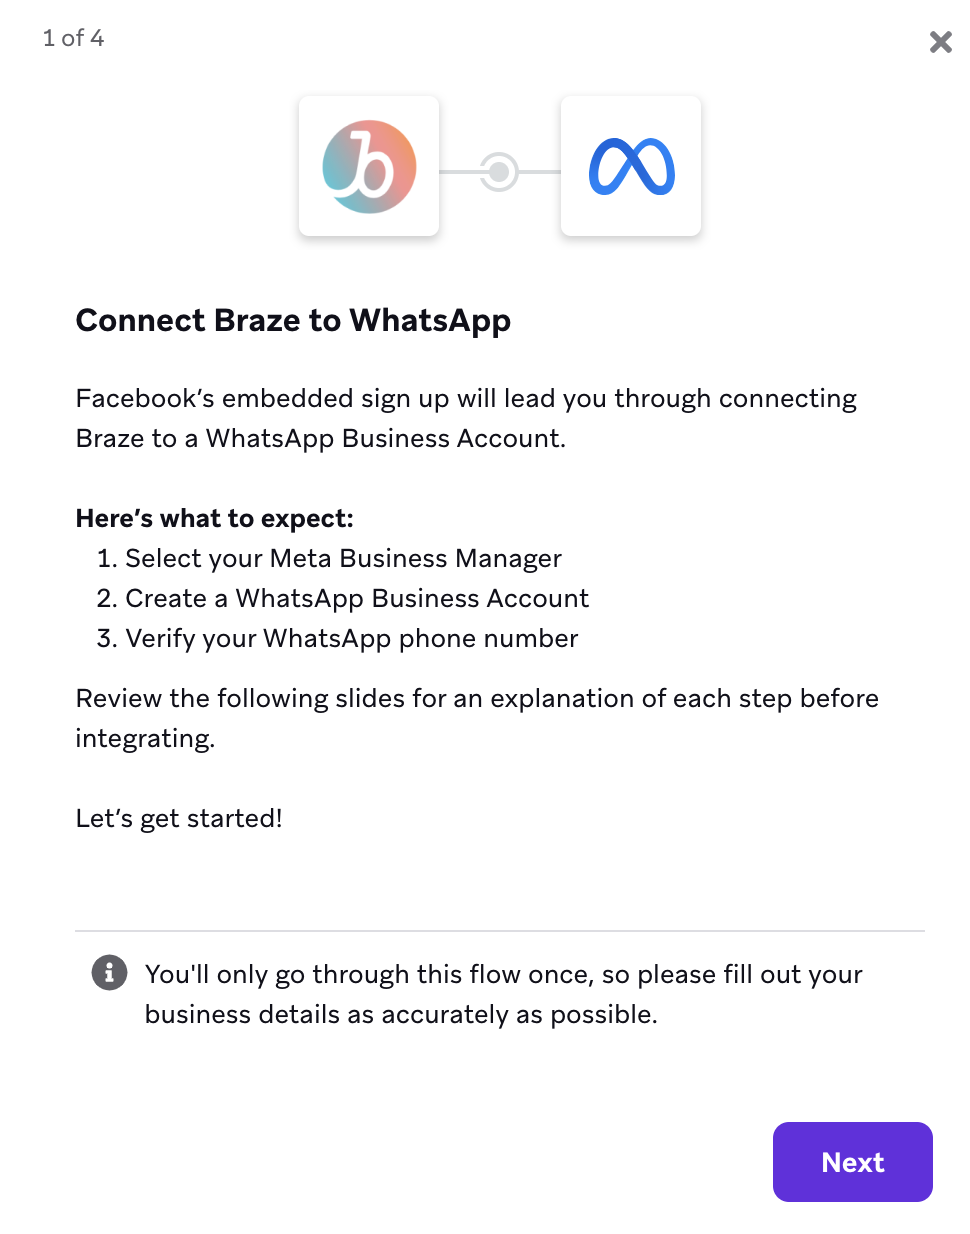 1 of 4
Connect Braze to WhatsApp
Facebook’s embedded sign up will lead you through connecting
Braze to a WhatsApp Business Account.
Here’s what to expect:
1. Select your Meta Business Manager
2. Create a WhatsApp Business Account
3. Verify your WhatsApp phone number
Review the following slides for an explanation of each step before
integrating.
Let’s get started!
You'll only go through this flow once, so please fill out your
business details as accurately as possible.
Next